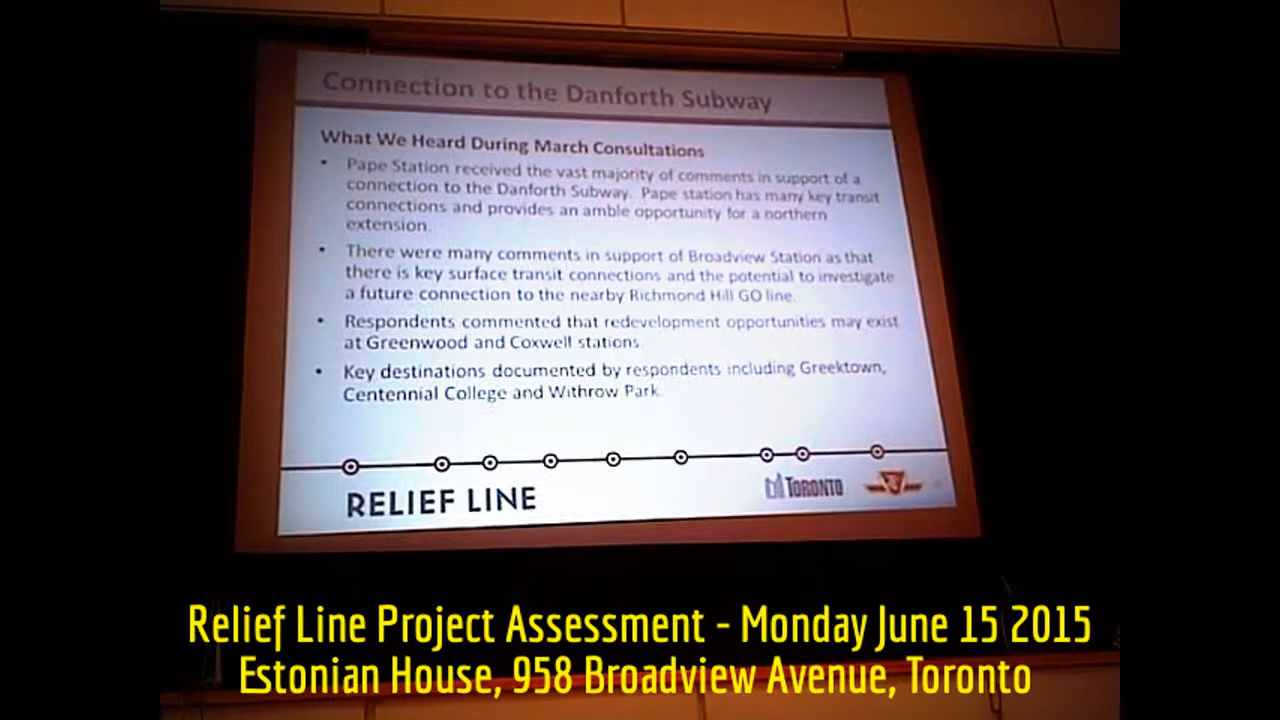 Connection to the Danforth Subway
What We Heard During March Consultations
• Pape Station received the vast majority of comments in support of a
connection to the Danforth Subway. Pape station has many key transit
connections and provides an amble opportunity for a northern
extension.
• There were many comments in support of Broadview Station as that
there is key surface transit connections and the potential to investigate
a future connection to the nearby Richmond Hill GO line.
• Respondents commented that redevelopment opportunities may exist
at Greenwood and Coxwell stations.
• Key destinations documented by respondents including Greektown,
Centennial College and Withrow Park.
RELIEF LINE
TORONTO
Relief Line Project Assessment - Monday June 15 2015
Estonian House, 958 Broadview Avenue, Toronto